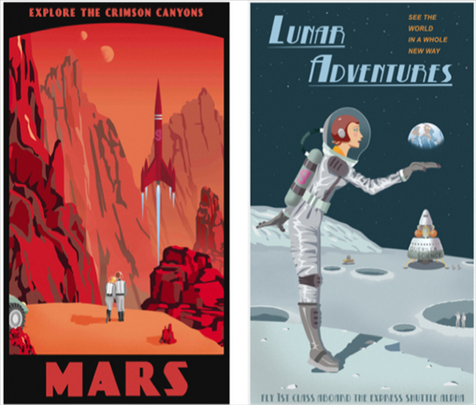 EXPLORE THE CRIMSON CANYONS
S
MARS
LUNAR
ADVENTURES
SEE THE
WORLD
IN A WHOLE
NEW WAY
FLY 1ST CLASS ABOARD THE EXPRESS SHUTTLE ALPHA